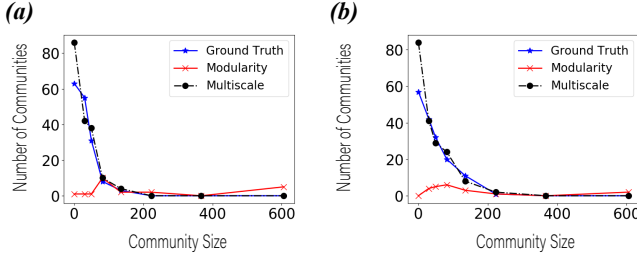 (a)
Number of Communities
80
60
40
20
0
0
200
400
600
Community Size
Ground Truth
Modularity
Multiscale
(b)
Number of Communities
80
60
40
20
0
0
200
400
600
Community Size
Ground Truth
Modularity
Multiscale